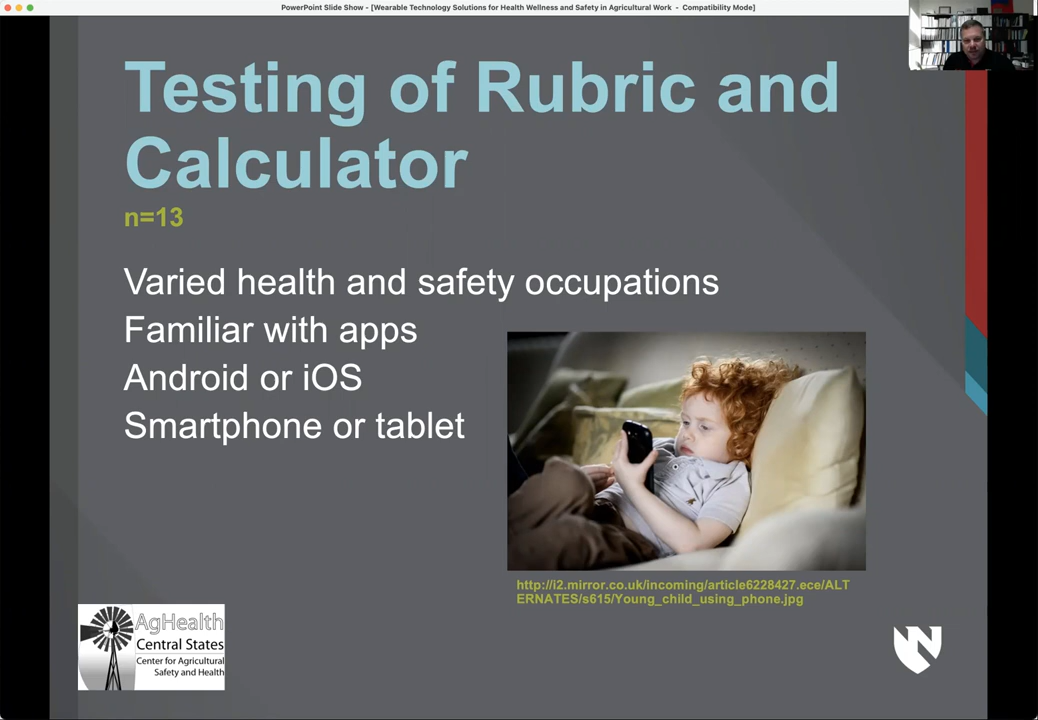 PowerPoint Slide Show - [Wearable Technology Solutions for Health Wellness and Safety in Agricultural Work - Compatibility Mode]
Testing of Rubric and
Calculator
n=13
Varied health and safety occupations
Familiar with apps
Android or iOS
Smartphone or tablet
http://i2.mirror.co.uk/incoming/article6228427.ece/ALT
ERNATES/s615/Young_child_using_phone.jpg
AgHealth
Central States
Center for Agricultural
Safety and Health